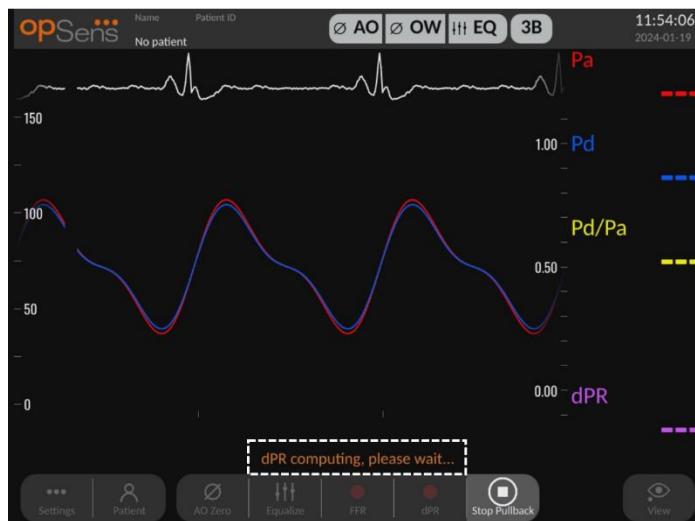 opSens
Name Patient ID
No patient
Ø AO Ø OW EQ 3B
11:54:06
2024-01-19
Pa
150
1.00
Pd
100
Pd/Pa
0.50
50
0.00
dPR
0
dPR computing, please wait...
Settings Patient AO Zero Equalize FFR dPR Stop Pullback View